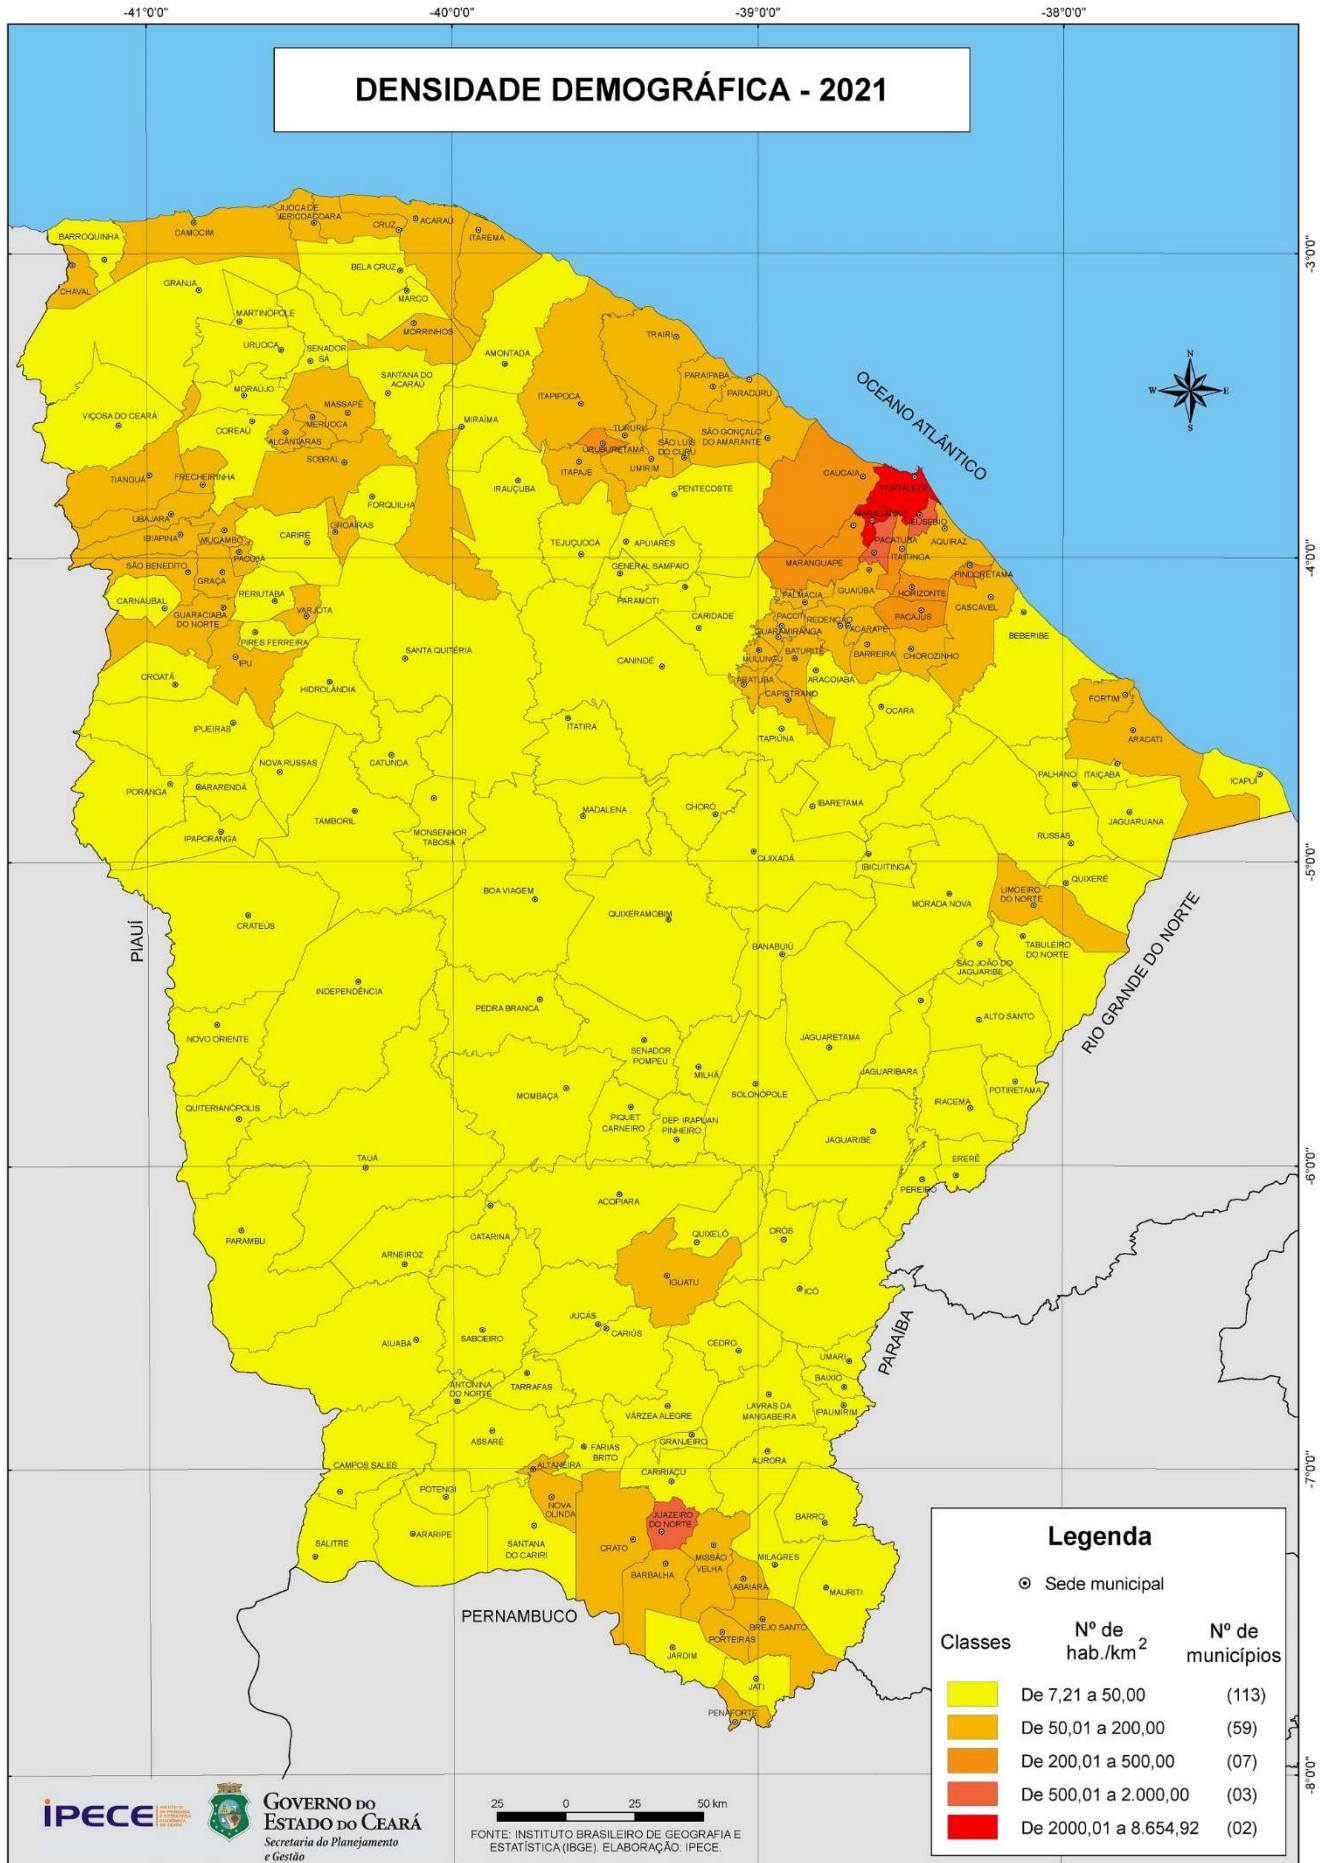 -41°0'0"
-40°0'0"
-39°0'0"
-38°0'0"
DENSIDADE DEMOGRÁFICA - 2021
BARROQUINHA
CHAVAL
CAMOCIM
JIJOCA DE
JERICOACOARA
CRUZ
ACARAÚ
ITAREMA
-3°0'0"
GRANJA
BELA CRUZ
MARCO
MARTINÓPOLE
MORRINHOS
URUOCA
SENADOR
SÁ
AMONTADA
TRAIRI
SANTANA DO
ACARAÚ
MORAÚJO
MASSAPÊ
ITAPIPOCA
PARAIPABA
PARACURU
OCEANO ATLÂNTICO
N
W
E
S
VIÇOSA DO CEARÁ
COREAÚ
MERUOCA
ALCÂNTARAS
MIRAÍMA
TURURU
URUBURETAMA
SÃO LUÍS
DO CURU
SÃO GONÇALO
DO AMARANTE
SOBRAL
ITAPAJÉ
UMIRIM
TIANGUÁ
FRECHEIRINHA
FORQUILHA
IRAUÇUBA
PENTECOSTE
CAUCAIA
FORTALEZA
MARACANAÚ
EUSÉBIO
UBAJARA
GROAÍRAS
IBIAPINA
MUCAMBO
CARIRÉ
TEJUÇUOCA
APUIARÉS
PACATUBA
AQUIRAZ
PACUJÁ
ITAITINGA
-4°0'0"
SÃO BENEDITO
GRAÇA
GENERAL SAMPAIO
MARANGUAPE
PINDORETAMA
CARNAUBAL
RERIUTABA
PARAMOTI
PALMÁCIA
GUAIÚBA
HORIZONTE
CASCAVEL
GUARACIABA
DO NORTE
VARJOTA
CARIDADE
PACOTI
REDENÇÃO
PACAJUS
PIRES FERREIRA
GUARAMIRANGA
ACARAPE
BEBERIBE
IPU
SANTA QUITÉRIA
CANINDÉ
MULUNGU
BATURITÉ
BARREIRA
CHOROZINHO
CROATÁ
HIDROLÂNDIA
ARATUBA
ARACOIABA
CAPISTRANO
OCARA
FORTIM
IPUEIRAS
ITATIRA
ITAPIÚNA
ARACATI
NOVA RUSSAS
CATUNDA
PALHANO
ITAIÇABA
ICAPUÍ
PORANGA
ARARENDÁ
MADALENA
CHORÓ
IBARETAMA
TAMBORIL
MONSENHOR
TABOSA
JAGUARUANA
IPAPORANGA
RUSSAS
-5°0'0"
QUIXADÁ
IBICUITINGA
BOA VIAGEM
LIMOEIRO
DO NORTE
QUIXERÉ
PIAUÍ
CRATEÚS
QUIXERAMOBIM
MORADA NOVA
RIO GRANDE DO NORTE
BANABUIÚ
SÃO JOÃO DO
JAGUARIBE
TABULEIRO
DO NORTE
INDEPENDÊNCIA
PEDRA BRANCA
ALTO SANTO
NOVO ORIENTE
SENADOR
POMPEU
JAGUARETAMA
MILHÃ
JAGUARIBARA
POTIRETAMA
MOMBAÇA
SOLONÓPOLE
QUITERIANÓPOLIS
PIQUET
CARNEIRO
DEP. IRAPUAN
PINHEIRO
IRACEMA
JAGUARIBE
TAUÁ
ERERÊ
-6°0'0"
PEREIRO
ACOPIARA
PARAMBU
CATARINA
QUIXELÔ
ORÓS
ARNEIROZ
IGUATU
ICÓ
JUCÁS
CARIÚS
AIUABA
SABOEIRO
CEDRO
UMARI
PARAÍBA
BAIXIO
ANTONINA
DO NORTE
TARRAFAS
VÁRZEA ALEGRE
LAVRAS DA
MANGABEIRA
IPAUMIRIM
ASSARÉ
FARIAS
BRITO
GRANJEIRO
AURORA
CAMPOS SALES
ALTANEIRA
CARIRIAÇU
-7°0'0"
POTENGI
NOVA
OLINDA
JUAZEIRO
DO NORTE
BARRO
ARARIPE
SALITRE
SANTANA
DO CARIRI
CRATO
MISSÃO
VELHA
MILAGRES
BARBALHA
ABAIARA
MAURITI
PERNAMBUCO
BREJO SANTO
PORTEIRAS
JARDIM
JATI
PENAFORTE
-8°0'0"
Legenda
Sede municipal
Classes
Nº de
hab./km²
Nº de
municípios
De 7,21 a 50,00 (113)
De 50,01 a 200,00 (59)
De 200,01 a 500,00 (07)
De 500,01 a 2.000,00 (03)
De 2000,01 a 8.654,92 (02)
IPECE
GOVERNO DO
ESTADO DO CEARÁ
Secretaria do Planejamento
e Gestão
25 0 25 50 km
FONTE: INSTITUTO BRASILEIRO DE GEOGRAFIA E
ESTATÍSTICA (IBGE). ELABORAÇÃO: IPECE.